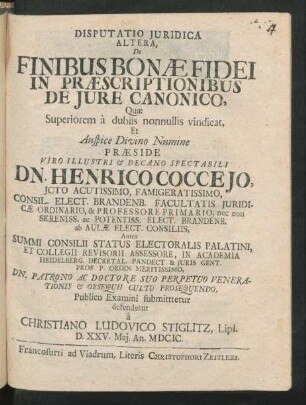 DISPUTATIO JURIDICA
ALTERA,
De
FINIBUS BONÆ FIDEI
IN PRÆSCRIPTIONIBUS
DE JURE CANONICO,
Quæ
Superiorem à dubiis nonnullis vindicat,
Et
Auspice Divino Numine
PRÆSIDE
VIRO ILLUSTRI & DECANO SPECTABILI
DN. HENRICO COCCEJO,
JCTO ACUTISSIMO, FAMIGERATISSIMO,
CONSIL. ELECT. BRANDENB. FACULTATIS JURIDI-
CÆ ORDINARIO, & PROFESSORE PRIMARIO, nec non
SERENISS. ac POTENTISS. ELECT. BRANDENB.
ab AULÆ ELECT. CONSILIIS,
Antea
SUMMI CONSILII STATUS ELECTORALIS PALATINI,
ET COLLEGII REVISORII ASSESSORE, IN ACADEMIA
HEIDELBERG. DECRETAL. PANDECT. & JURIS GENT.
PROF. P. ORDIN. MERITISSIMO,
DN. PATRONO AC DOCTORE SUO PERPETUO VENERA-
TIONIS & OBSEQUII CULTU PROSEQUENDO,
Publico Examini submittetur
defendetur
à
CHRISTIANO LUDOVICO STIGLITZ, Lipf.
D. XXV. Maj. An. MDCIC.
Francofurti ad Viadrum, Literis CHRISTOPHORI ZEITLERI.